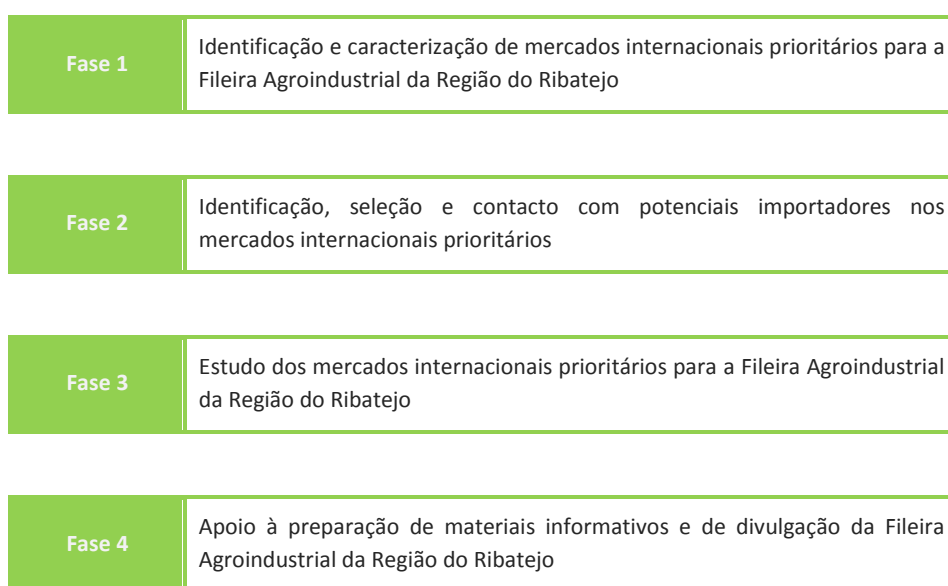 Fase 1
Identificação e caracterização de mercados internacionais prioritários para a
Fileira Agroindustrial da Região do Ribatejo
Fase 2
Identificação, seleção e contacto com potenciais importadores nos
mercados internacionais prioritários
Fase 3
Estudo dos mercados internacionais prioritários para a Fileira Agroindustrial
da Região do Ribatejo
Fase 4
Apoio à preparação de materiais informativos e de divulgação da Fileira
Agroindustrial da Região do Ribatejo